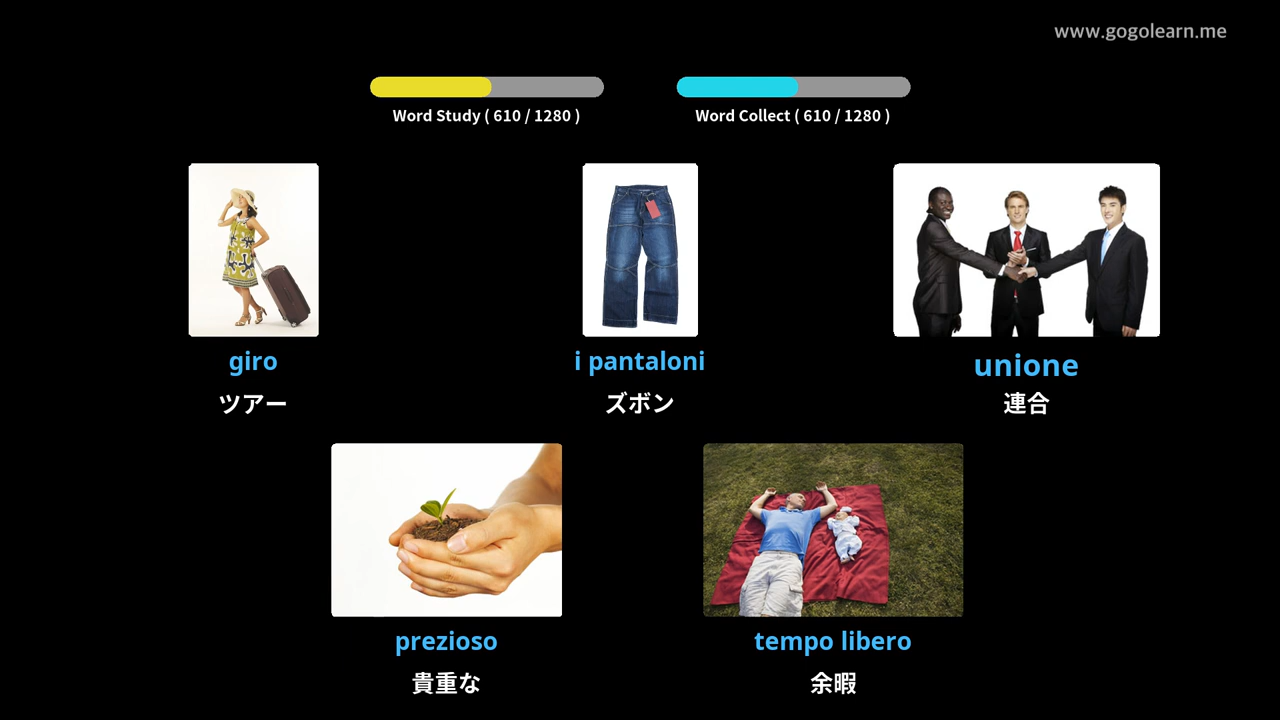 www.gogolearn.me
Word Study ( 610 / 1280 )
Word Collect ( 610 / 1280 )
giro
ツアー
i pantaloni
ズボン
unione
連合
prezioso
貴重な
tempo libero
余暇